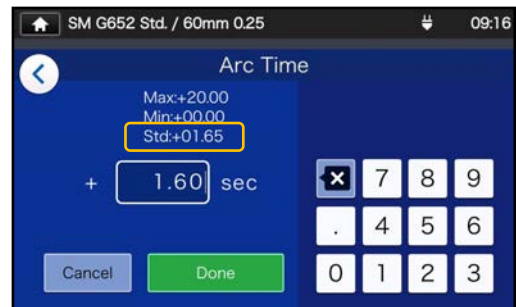 SM G652 Std. / 60mm 0.25 09:16
Arc Time
Max:+20.00
Min:+00.00
Std:+01.65
+ 1.60 sec
7 8 9
. 4 5 6
0 1 2 3
Cancel Done